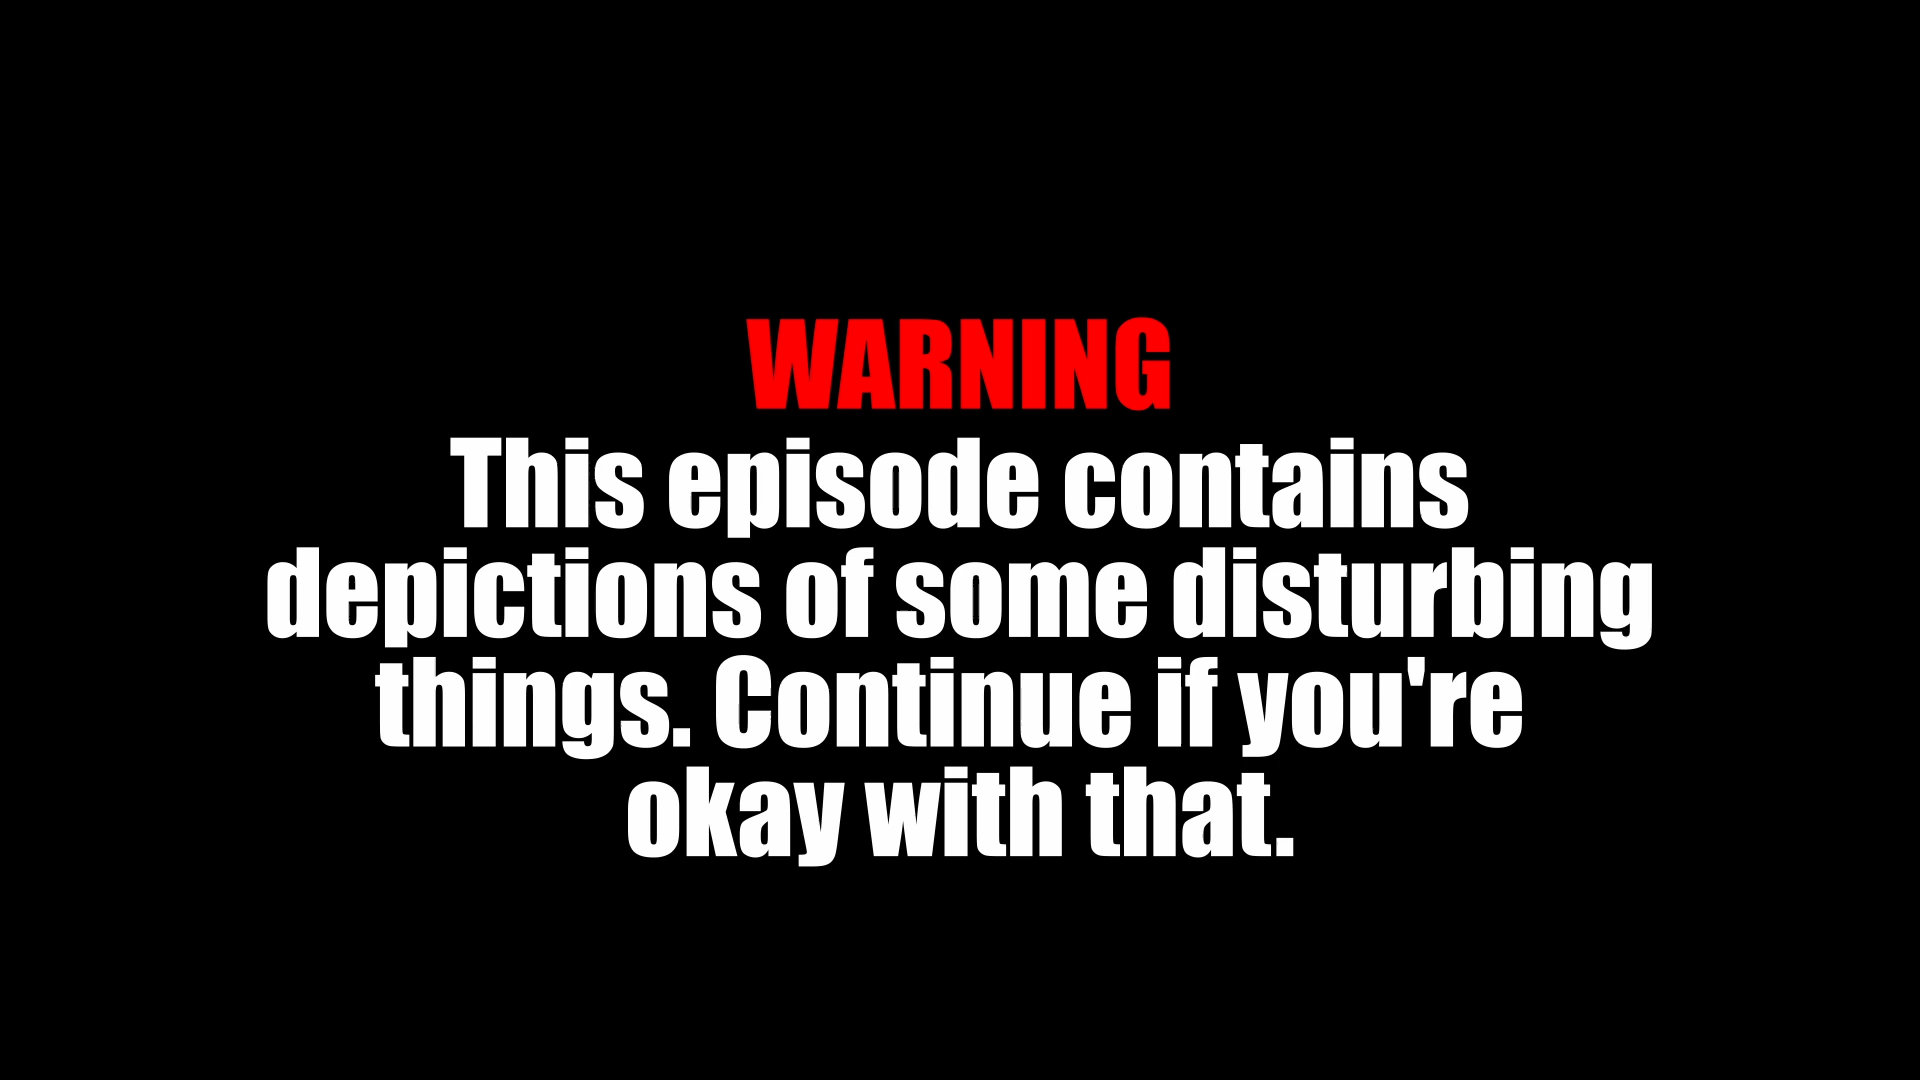 WARNING
This episode contains
depictions of some disturbing
things. Continue if you're
okay with that.